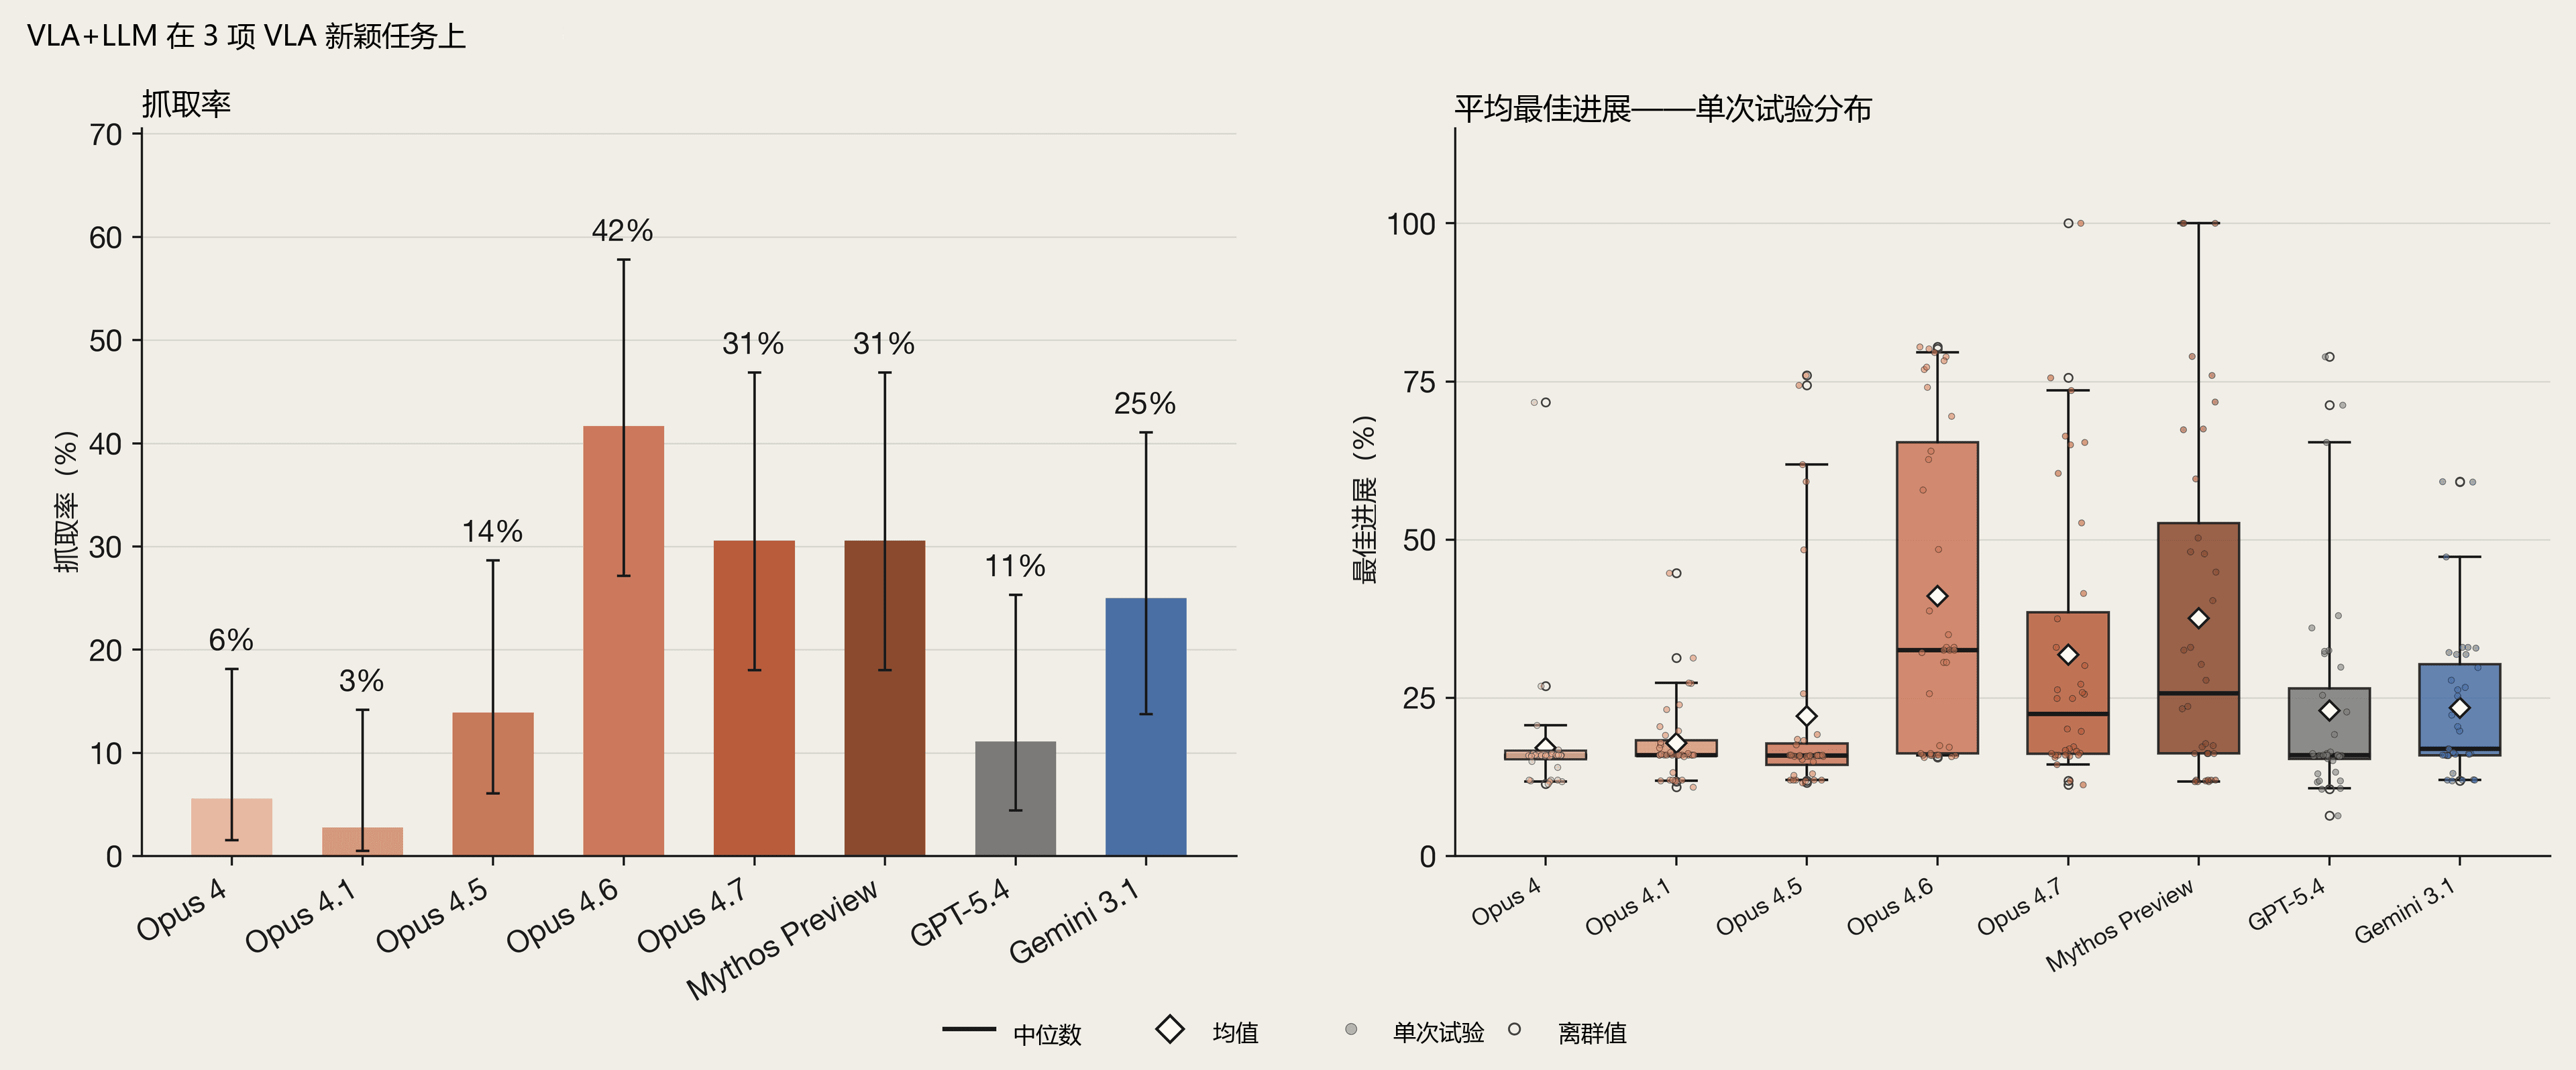 VLA+LLM 在 3 项 VLA 新颖任务上
抓取率
抓取率 (%)
70
60
50
40
30
20
10
0
6%
3%
14%
42%
31%
31%
11%
25%
Opus 4
Opus 4.1
Opus 4.5
Opus 4.6
Opus 4.7
Mythos Preview
GPT-5.4
Gemini 3.1
平均最佳进展——单次试验分布
最佳进展 (%)
100
75
50
25
0
Opus 4
Opus 4.1
Opus 4.5
Opus 4.6
Opus 4.7
Mythos Preview
GPT-5.4
Gemini 3.1
中位数
均值
单次试验
离群值